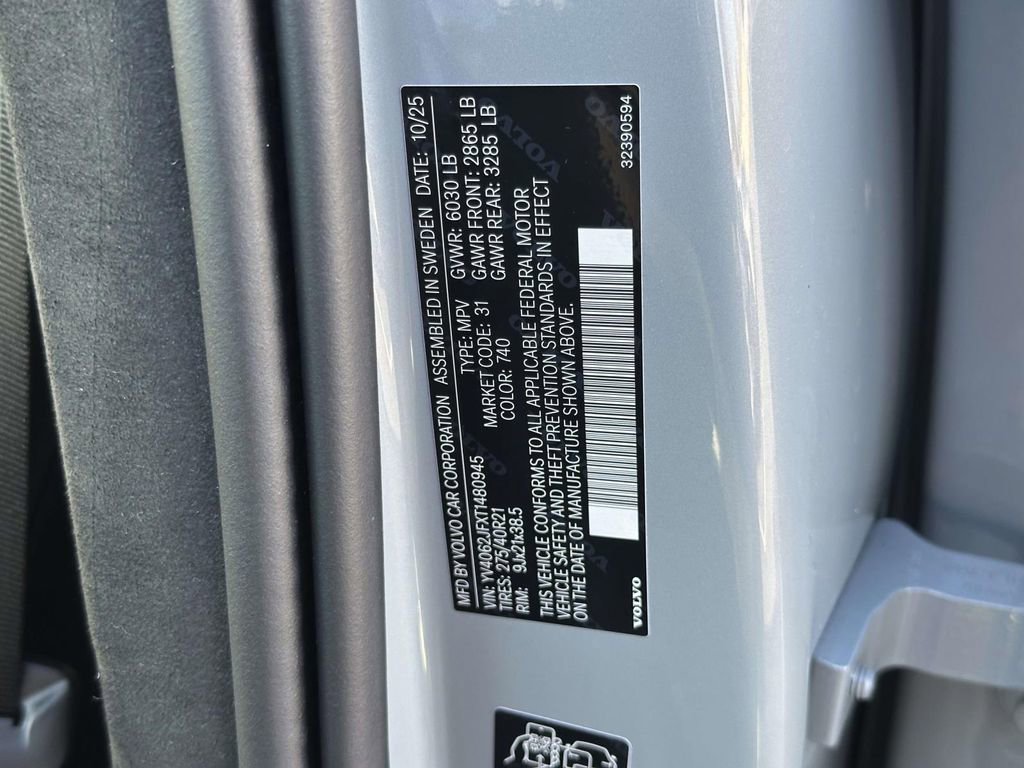 MFD BY VOLVO CAR CORPORATION ASSEMBLED IN SWEDEN DATE: 10/25
VIN: YV4062JFXT1480945 TYPE: MPV GVWR: 6030 LB
TIRES: 275/40R21 MARKET CODE: 31 GAWR FRONT: 2865 LB
RIM: 9Jx21x38.5 COLOR: 740 GAWR REAR: 3285 LB
THIS VEHICLE CONFORMS TO ALL APPLICABLE FEDERAL MOTOR
VEHICLE SAFETY AND THEFT PREVENTION STANDARDS IN EFFECT
ON THE DATE OF MANUFACTURE SHOWN ABOVE.
VOLVO
32390594